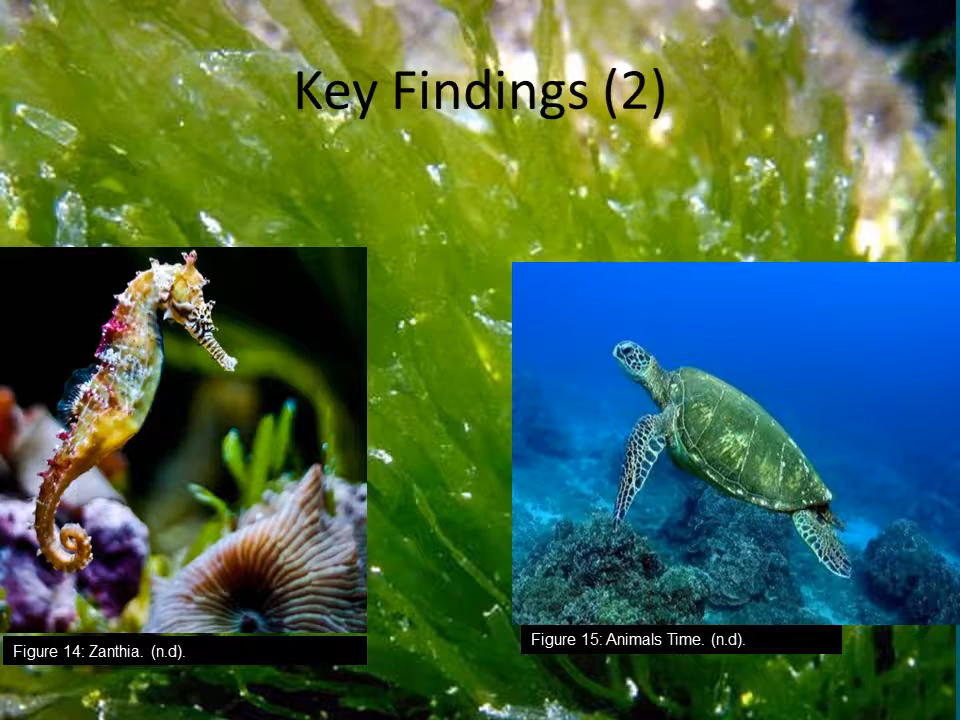 Key Findings (2)
Figure 14: Zanthia. (n.d).
Figure 15: Animals Time. (n.d).